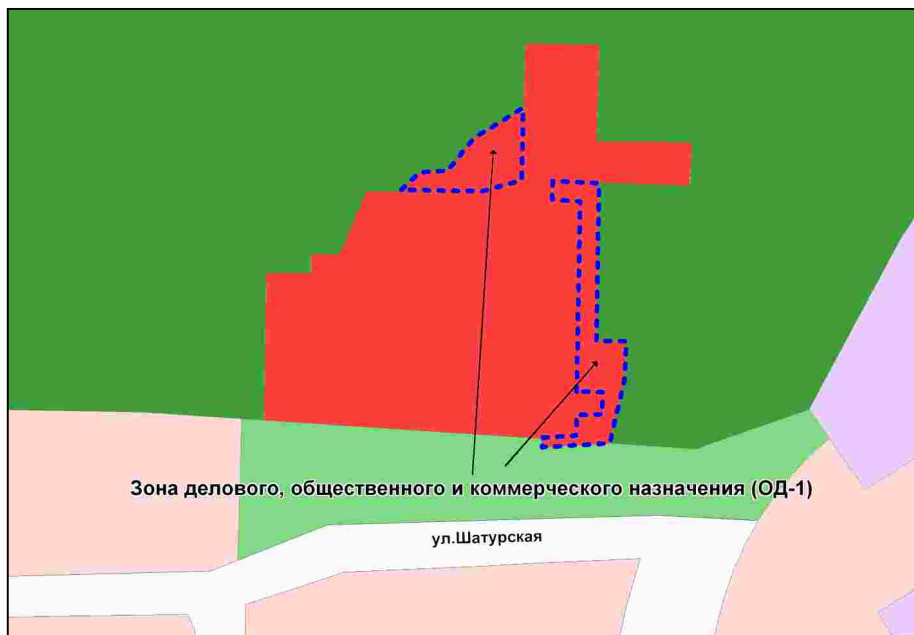 Зона делового, общественного и коммерческого назначения (ОД-1)
ул.Шатурская